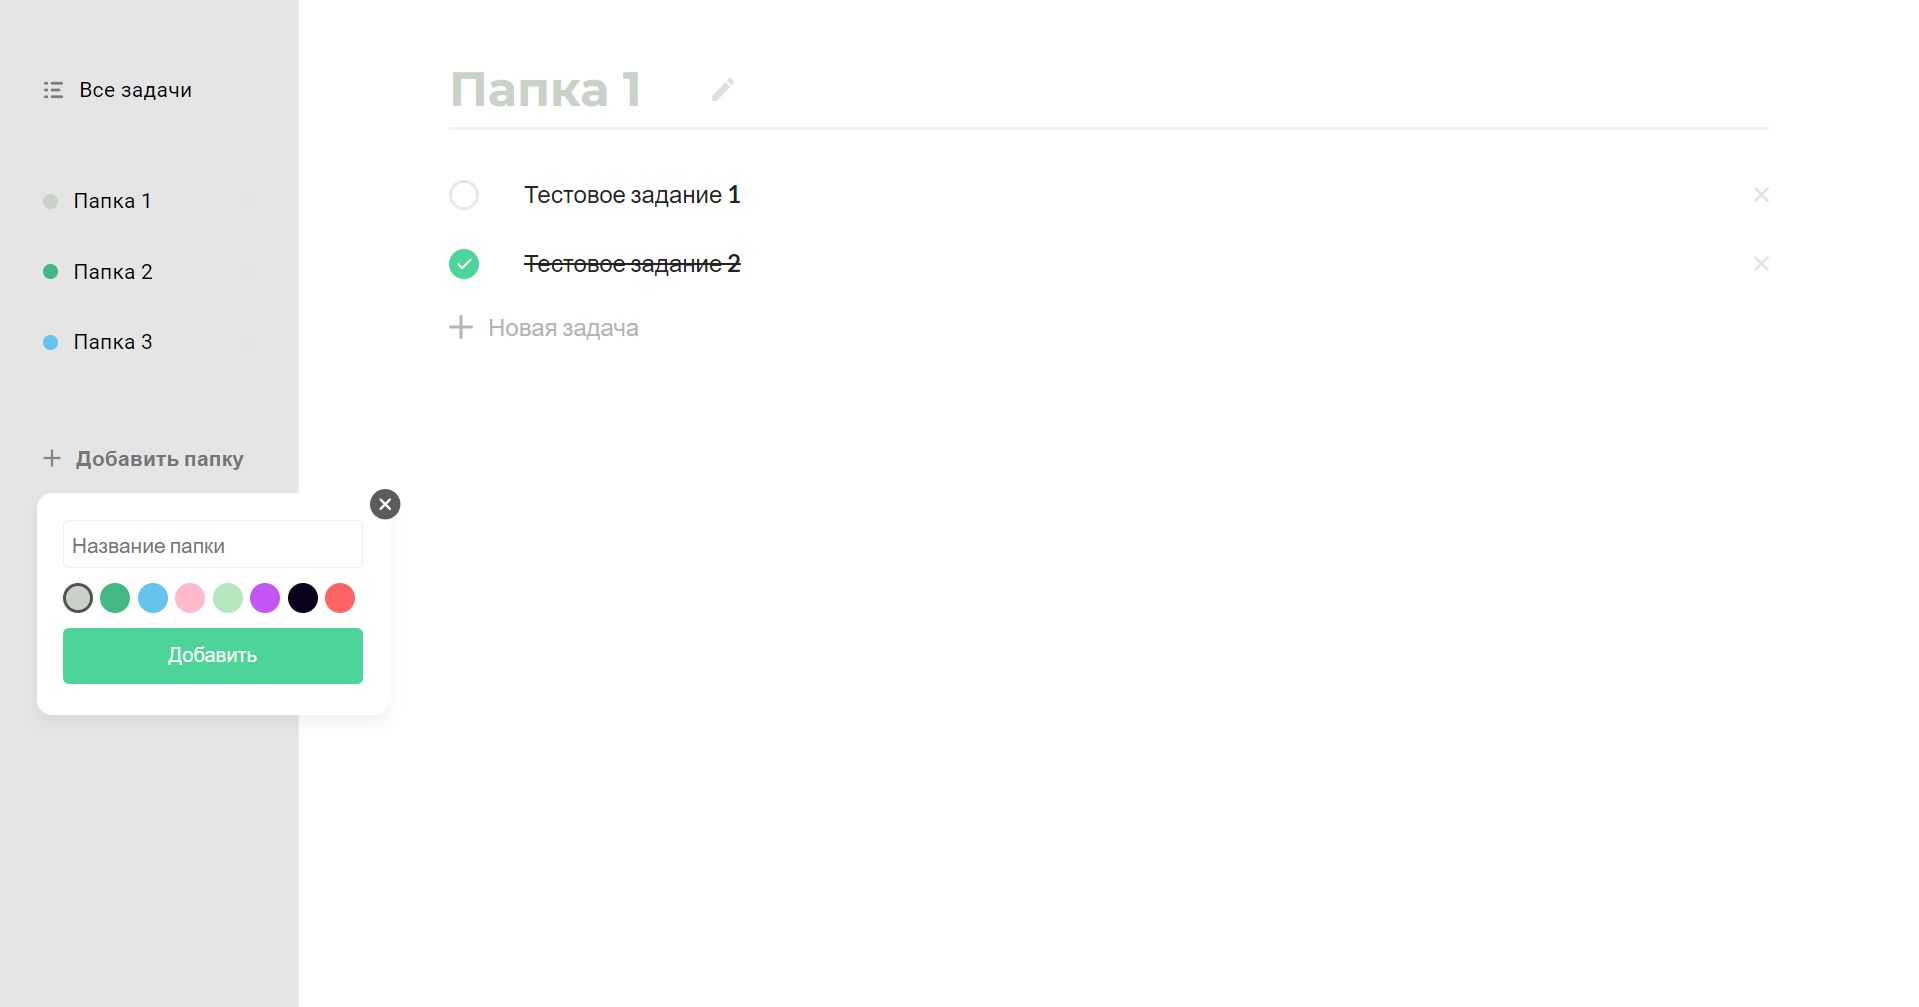 Все задачи
Папка 1
Папка 2
Папка 3
Добавить папку
Название папки
Добавить
Папка 1
Тестовое задание 1
Тестовое задание 2
Новая задача